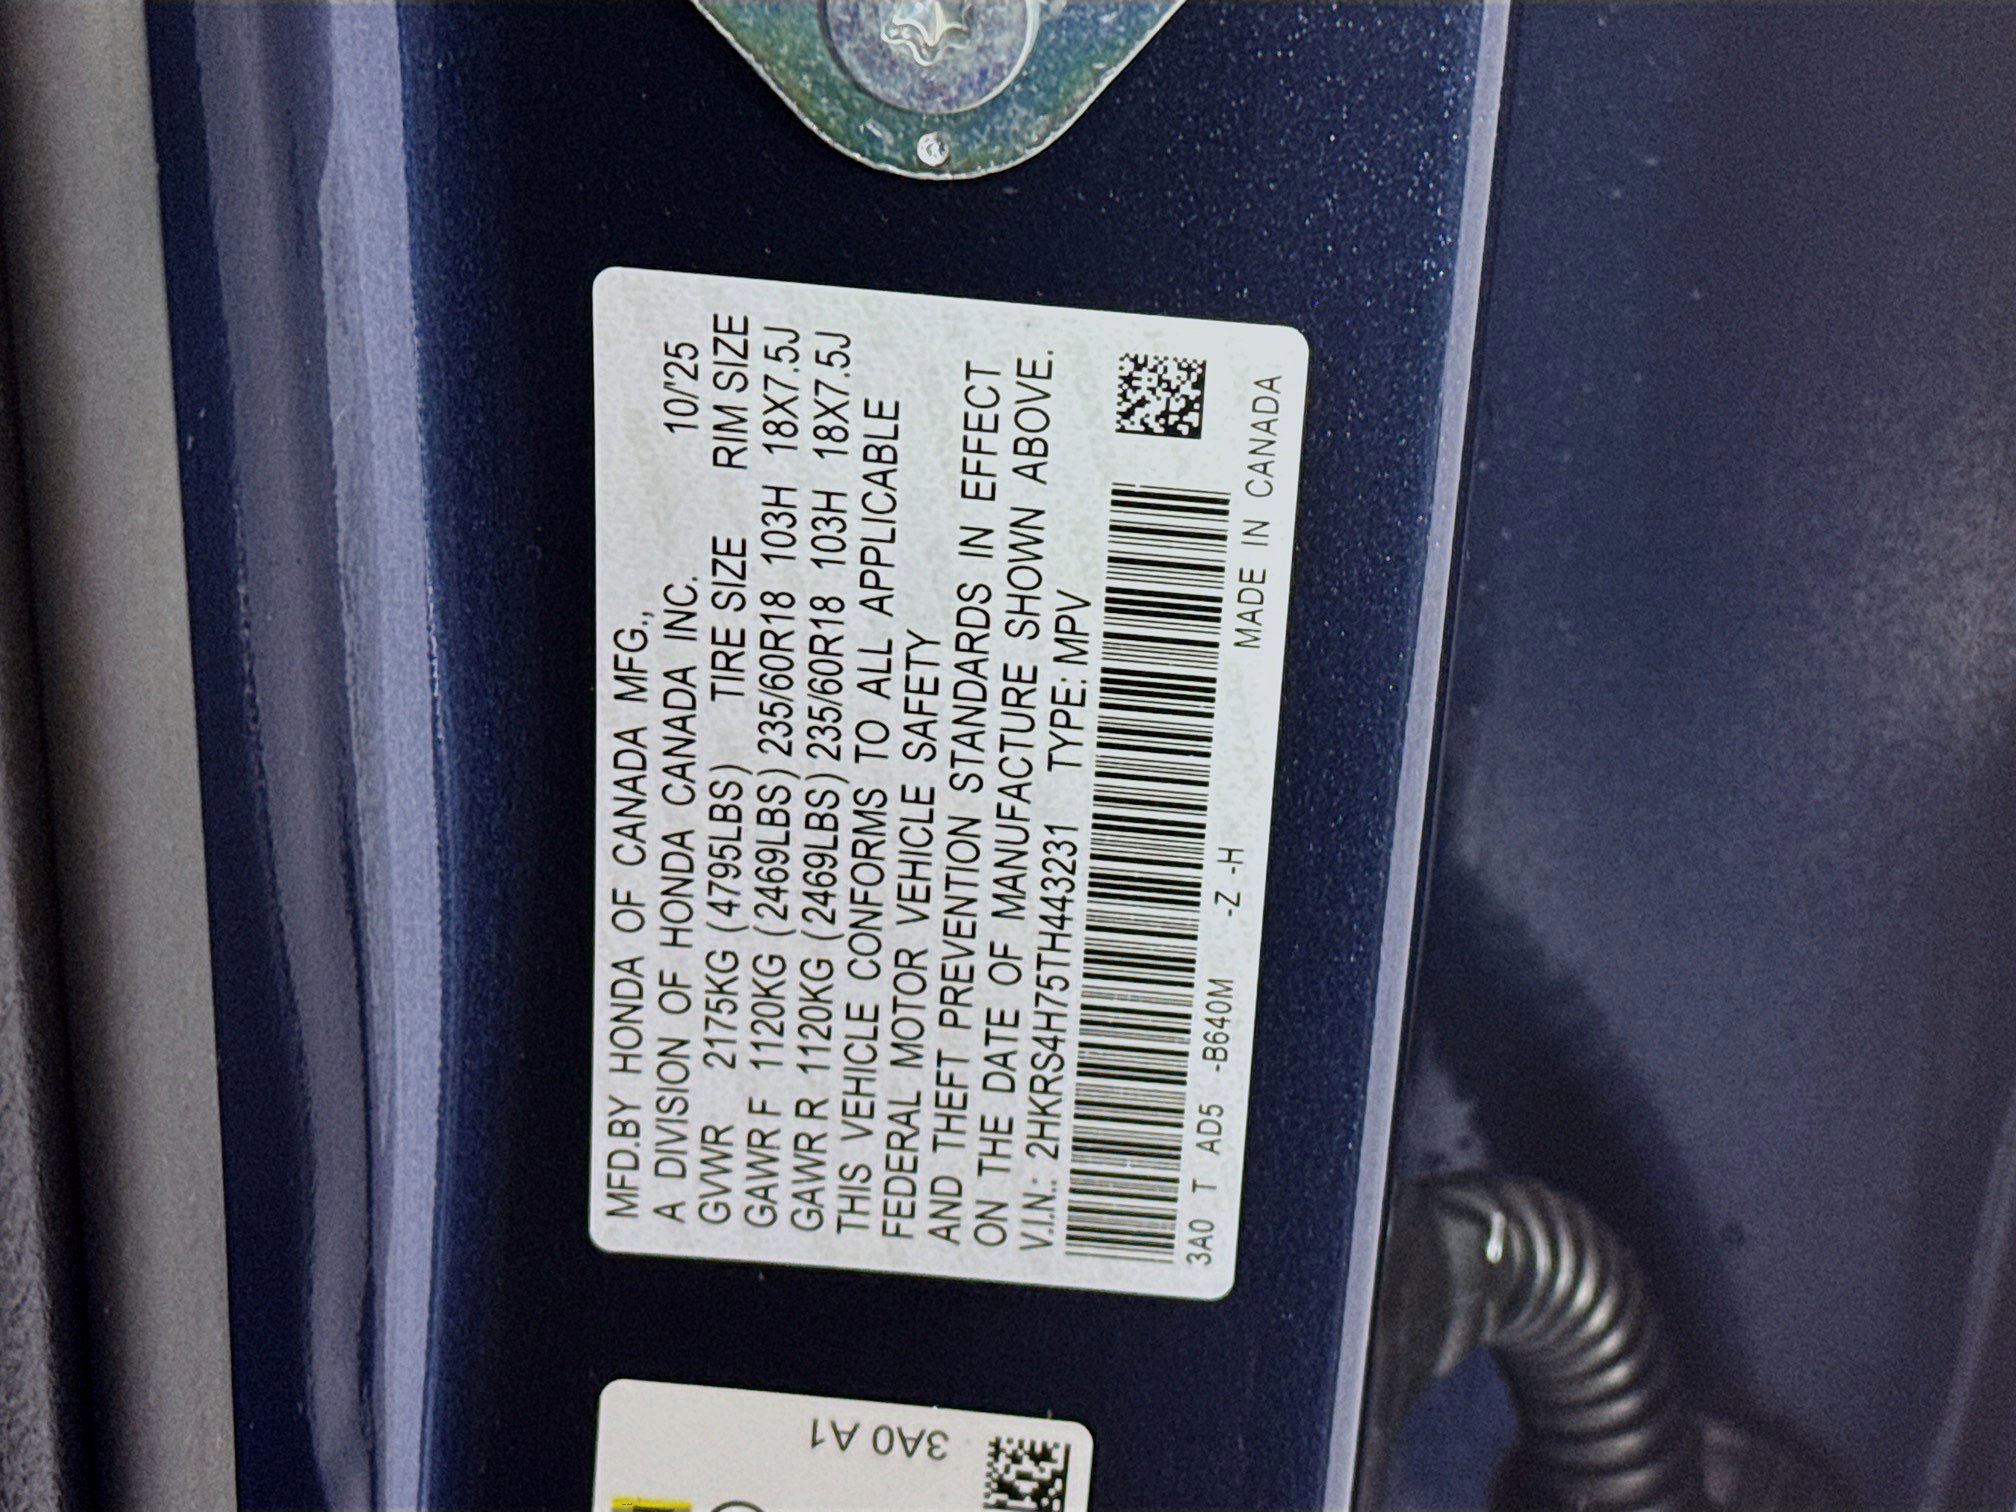 MFD.BY HONDA OF CANADA MFG.,
A DIVISION OF HONDA CANADA INC. 10/'25
GVWR 2175KG (4795LBS) TIRE SIZE RIM SIZE
GAWR F 1120KG (2469LBS) 235/60R18 103H 18X7.5J
GAWR R 1120KG (2469LBS) 235/60R18 103H 18X7.5J
THIS VEHICLE CONFORMS TO ALL APPLICABLE
FEDERAL MOTOR VEHICLE SAFETY
AND THEFT PREVENTION STANDARDS IN EFFECT
ON THE DATE OF MANUFACTURE SHOWN ABOVE.
V.I.N.: 2HKRS4H75TH443231 TYPE: MPV
3A0 T AD5 -B640M -Z -H MADE IN CANADA
3A0 A1